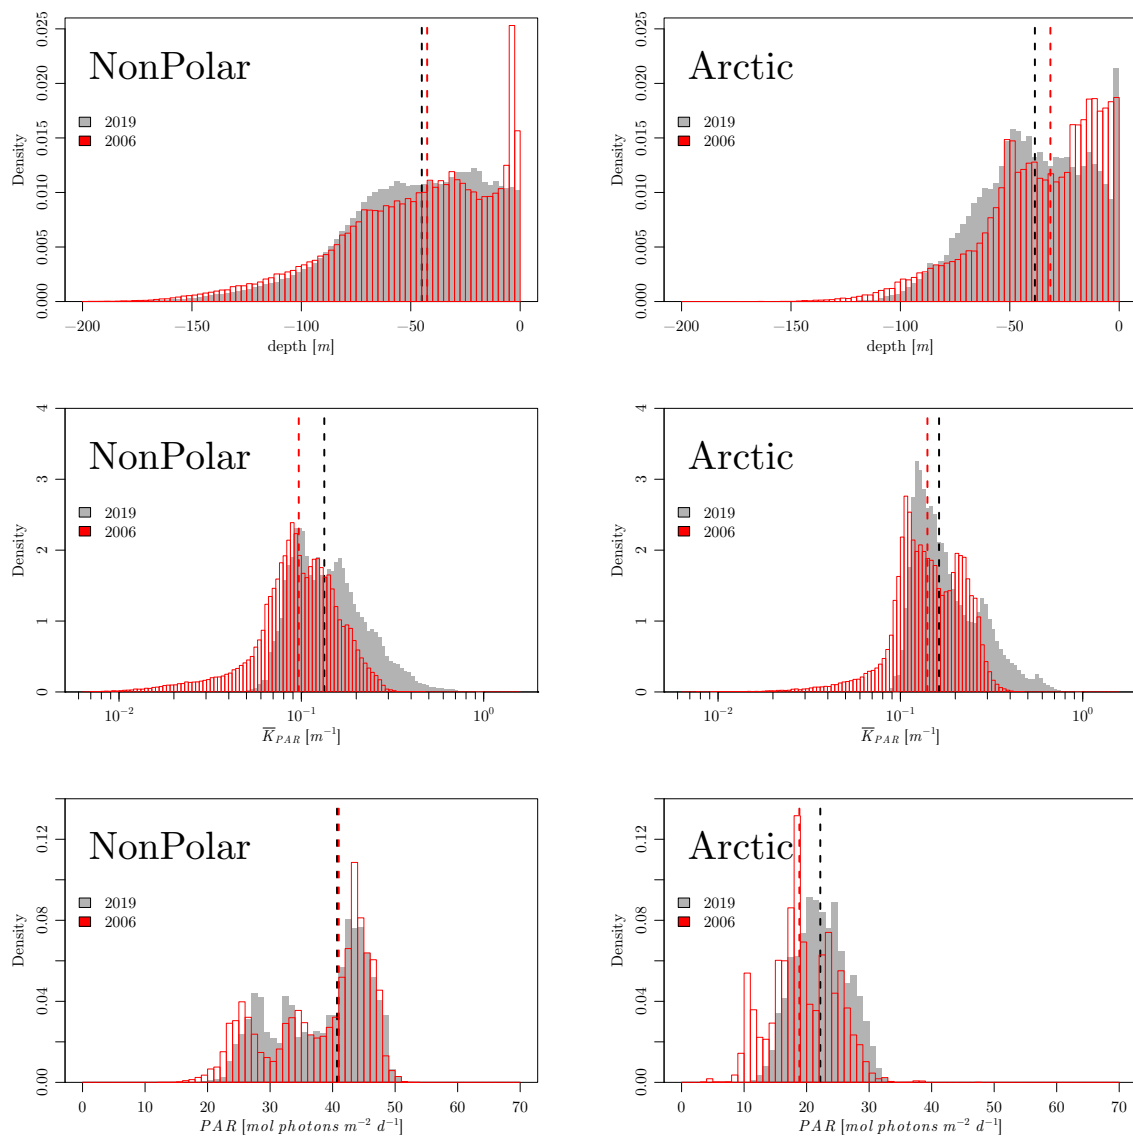 NonPolar
2019
2006
Density
0.000 0.005 0.010 0.015 0.020 0.025
−200 −150 −100 −50 0
depth [m]
Arctic
2019
2006
Density
0.000 0.005 0.010 0.015 0.020 0.025
−200 −150 −100 −50 0
depth [m]
NonPolar
2019
2006
Density
0 1 2 3 4
10⁻² 10⁻¹ 10⁰
K̅_PAR [m⁻¹]
Arctic
2019
2006
Density
0 1 2 3 4
10⁻² 10⁻¹ 10⁰
K̅_PAR [m⁻¹]
NonPolar
2019
2006
Density
0.00 0.04 0.08 0.12
0 10 20 30 40 50 60 70
PAR [mol photons m⁻² d⁻¹]
Arctic
2019
2006
Density
0.00 0.04 0.08 0.12
0 10 20 30 40 50 60 70
PAR [mol photons m⁻² d⁻¹]